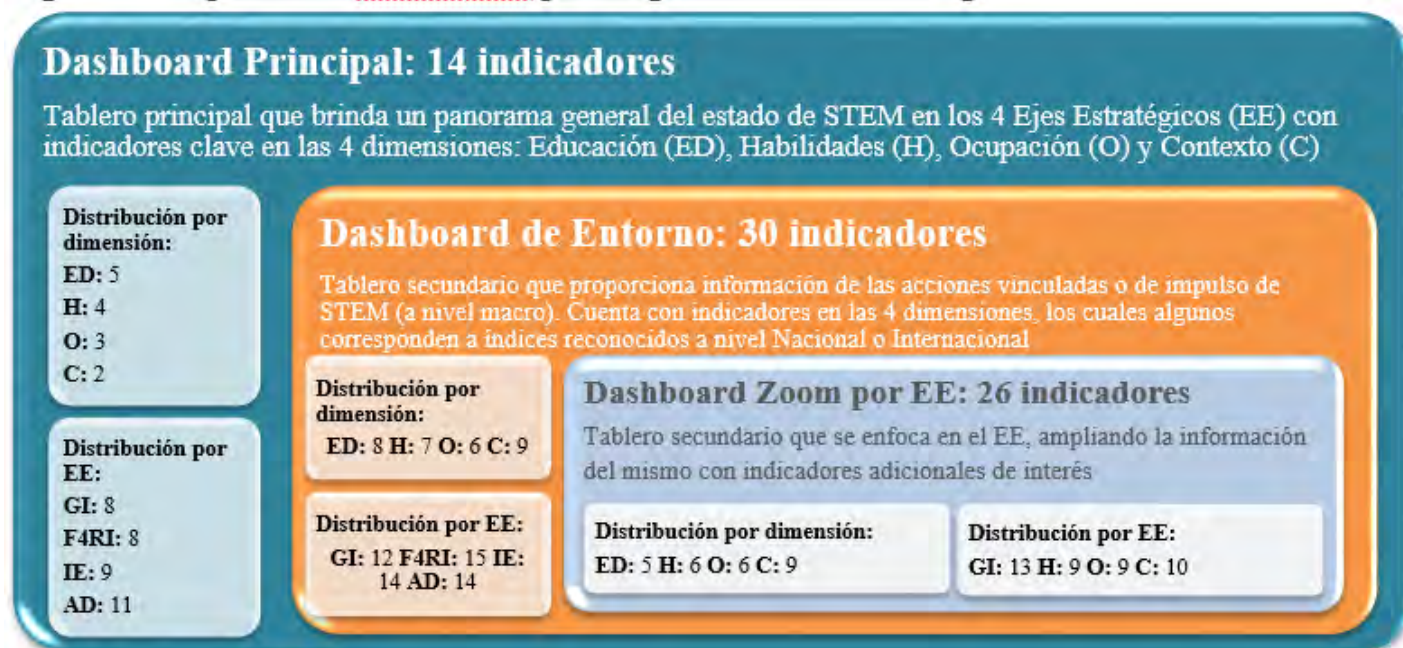 Dashboard Principal: 14 indicadores
Tablero principal que brinda un panorama general del estado de STEM en los 4 Ejes Estratégicos (EE) con
indicadores clave en las 4 dimensiones: Educación (ED), Habilidades (H), Ocupación (O) y Contexto (C)
Distribución por
dimensión:
ED: 5
H: 4
O: 3
C: 2
Distribución por
EE:
GI: 8
F4RI: 8
IE: 9
AD: 11
Dashboard de Entorno: 30 indicadores
Tablero secundario que proporciona información de las acciones vinculadas o de impulso de
STEM (a nivel macro). Cuenta con indicadores en las 4 dimensiones, los cuales algunos
corresponden a índices reconocidos a nivel Nacional o Internacional
Distribución por
dimensión:
ED: 8 H: 7 O: 6 C: 9
Distribución por EE:
GI: 12 F4RI: 15 IE:
14 AD: 14
Dashboard Zoom por EE: 26 indicadores
Tablero secundario que se enfoca en el EE, ampliando la información
del mismo con indicadores adicionales de interés
Distribución por dimensión:
ED: 5 H: 6 O: 6 C: 9
Distribución por EE:
GI: 13 H: 9 O: 9 C: 10